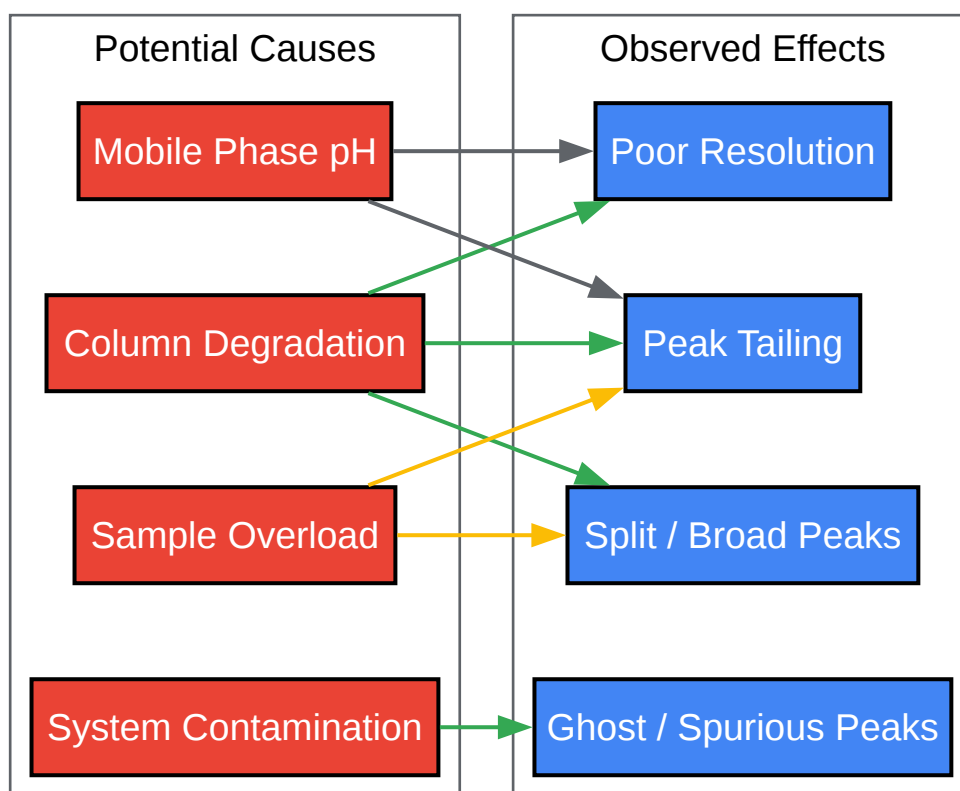 Potential Causes
Observed Effects
Mobile Phase pH
Poor Resolution
Column Degradation
Peak Tailing
Sample Overload
Split / Broad Peaks
System Contamination
Ghost / Spurious Peaks